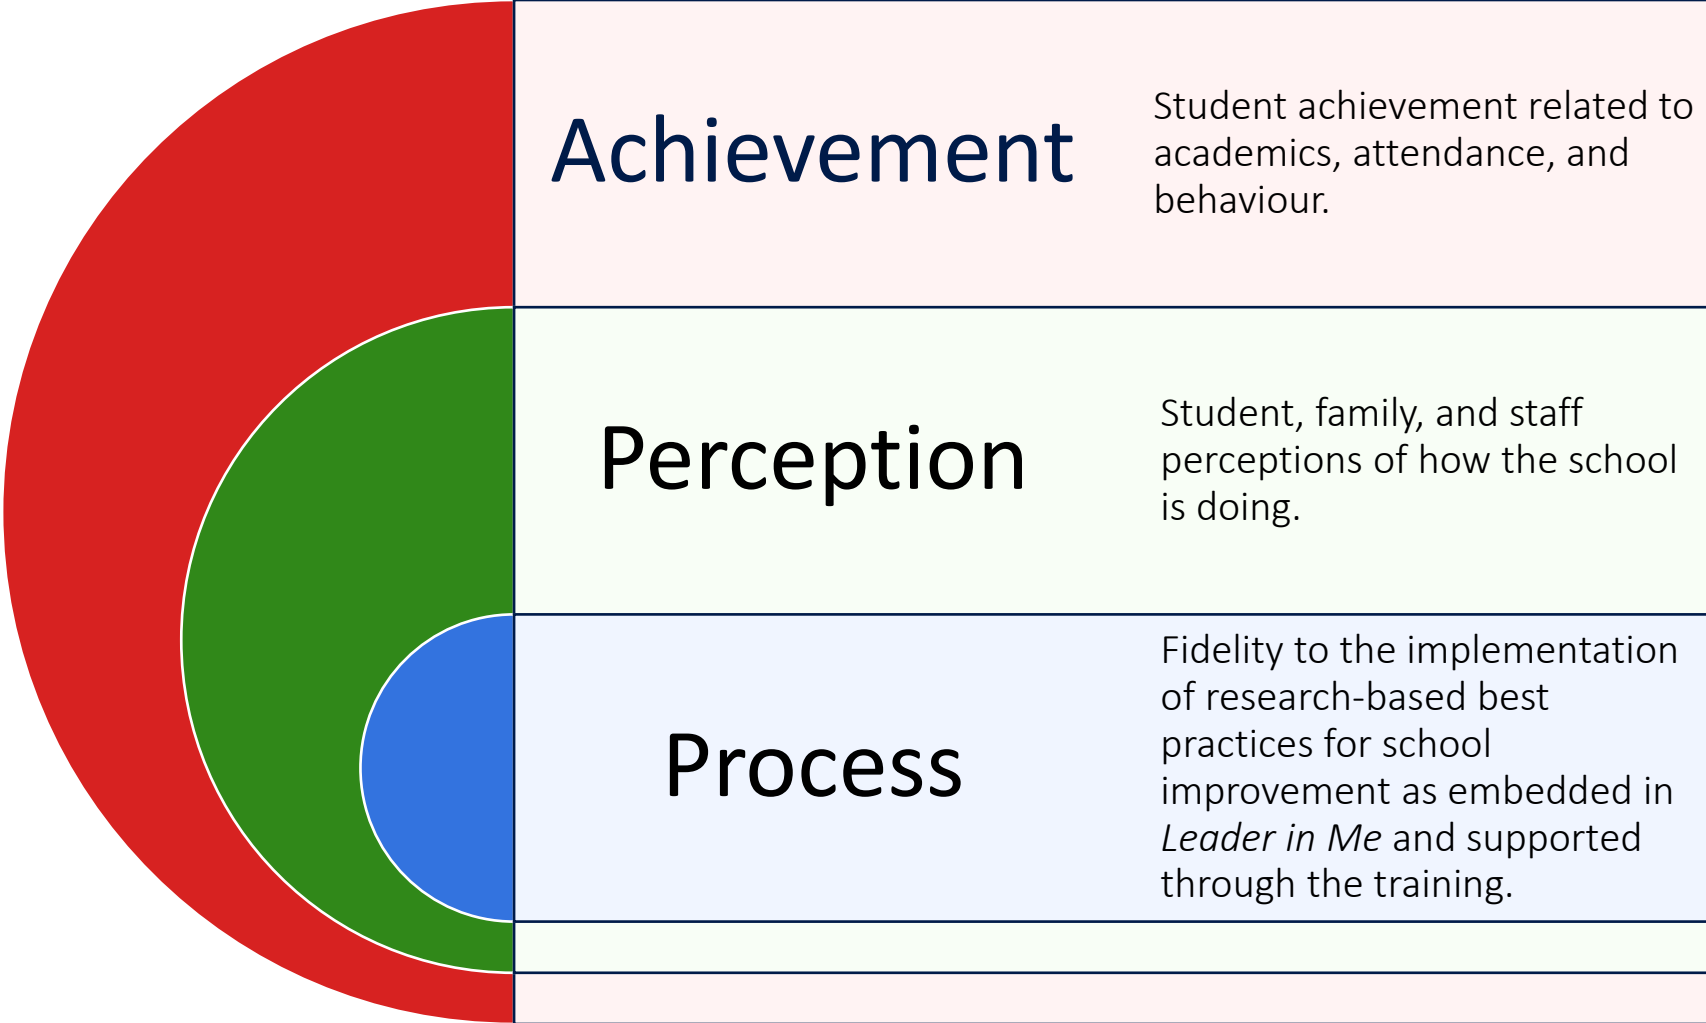 Achievement
Student achievement related to
academics, attendance, and
behaviour.
Perception
Student, family, and staff
perceptions of how the school
is doing.
Process
Fidelity to the implementation
of research-based best
practices for school
improvement as embedded in
Leader in Me and supported
through the training.